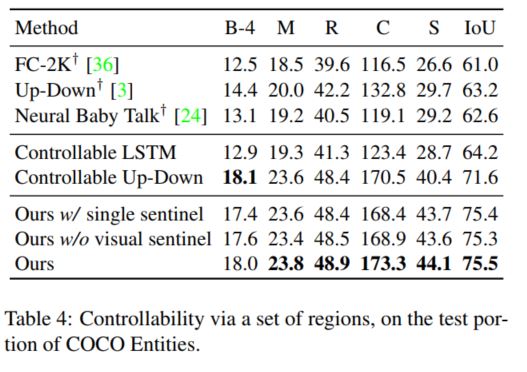 Method B-4 M R C S IoU
FC-2K† [36] 12.5 18.5 39.6 116.5 26.6 61.0
Up-Down† [3] 14.4 20.0 42.2 132.8 29.7 63.2
Neural Baby Talk† [24] 13.1 19.2 40.5 119.1 29.2 62.6
Controllable LSTM 12.9 19.3 41.3 123.4 28.7 64.2
Controllable Up-Down 18.1 23.6 48.4 170.5 40.4 71.6
Ours w/ single sentinel 17.4 23.6 48.4 168.4 43.7 75.4
Ours w/o visual sentinel 17.6 23.4 48.5 168.9 43.6 75.3
Ours 18.0 23.8 48.9 173.3 44.1 75.5
Table 4: Controllability via a set of regions, on the test por-
tion of COCO Entities.